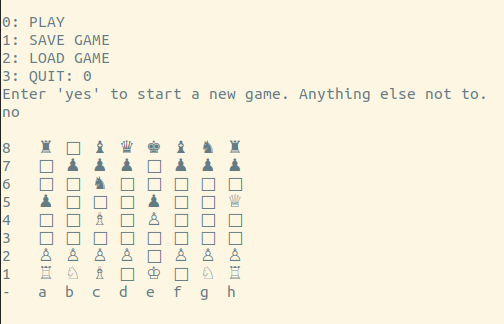 0: PLAY
1: SAVE GAME
2: LOAD GAME
3: QUIT: 0
Enter 'yes' to start a new game. Anything else not to.
no
8 ♜ □ ♝ ♛ ♚ ♝ ♞ ♜
7 □ ♟ ♟ ♟ □ ♟ ♟ ♟
6 □ □ ♞ □ □ □ □ □
5 ♟ □ □ □ ♟ □ □ ♕
4 □ □ ♗ □ ♙ □ □ □
3 □ □ □ □ □ □ □ □
2 ♙ ♙ ♙ ♙ □ ♙ ♙ ♙
1 ♖ ♘ ♗ □ ♔ □ ♘ ♖
- a b c d e f g h